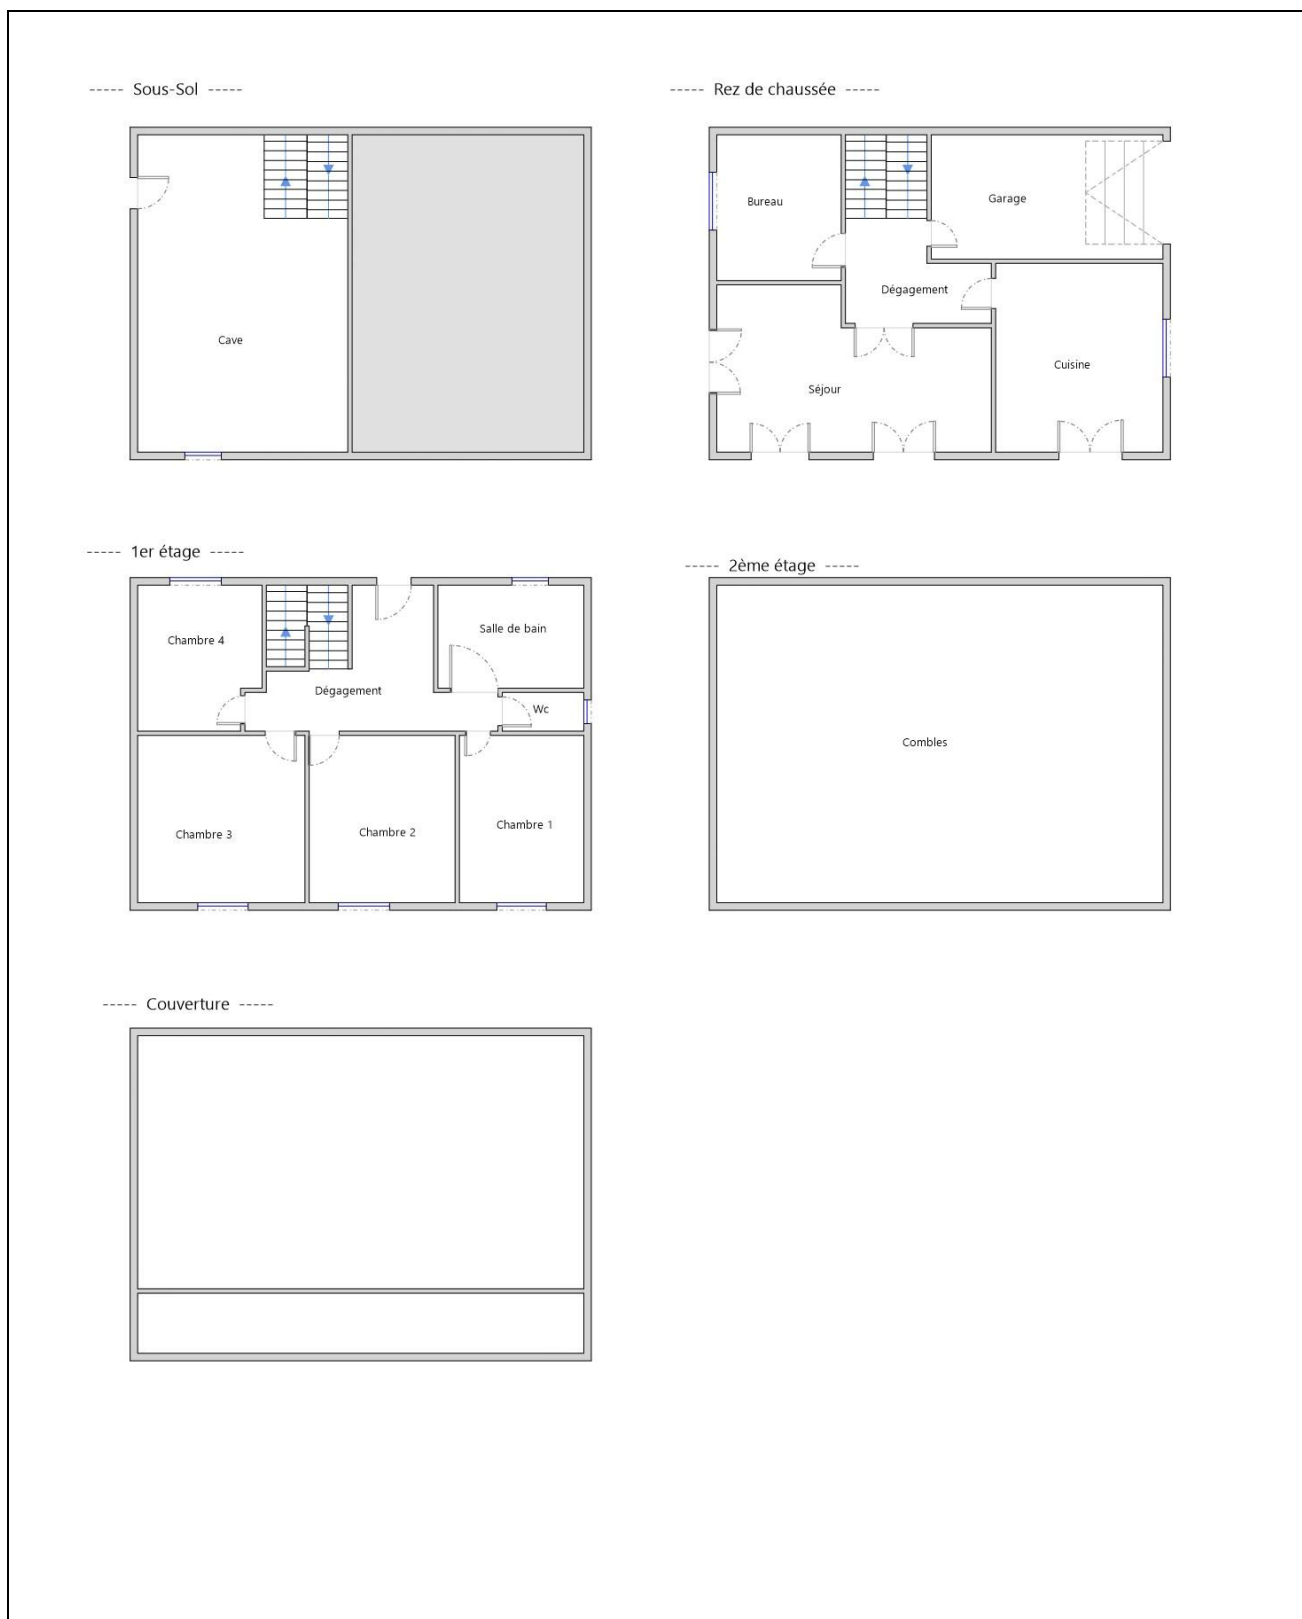 ----- Sous-Sol -----
Cave
----- Rez de chaussée -----
Bureau
Garage
Dégagement
Séjour
Cuisine
----- 1er étage -----
Chambre 4
Salle de bain
Dégagement
Wc
Chambre 3
Chambre 2
Chambre 1
----- 2ème étage -----
Combles
----- Couverture -----